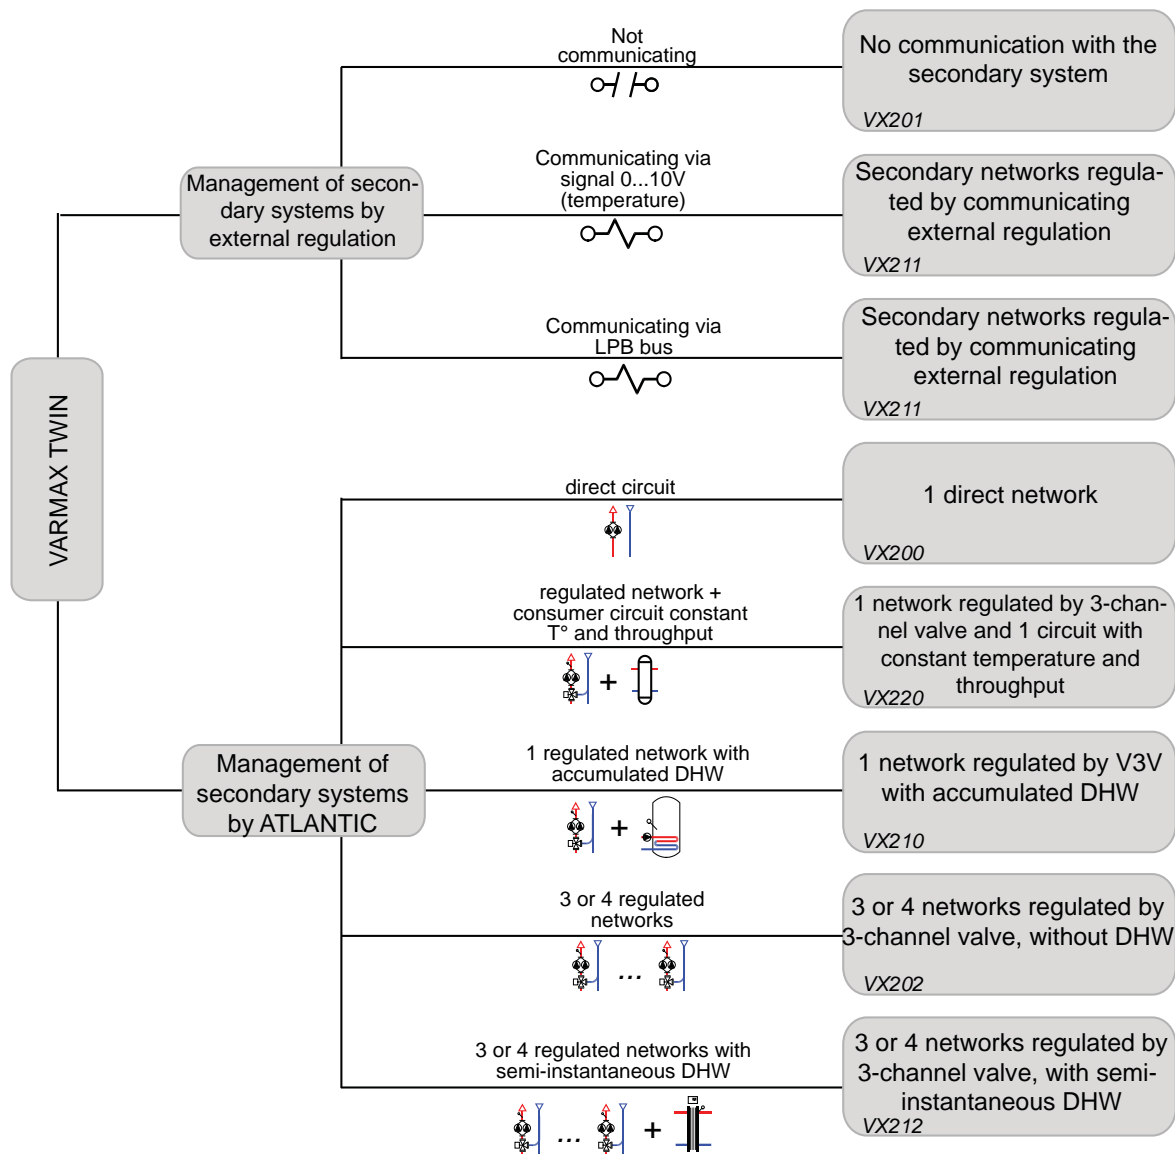 VARMAX TWIN
Management of secon-
dary systems by
external regulation
Not
communicating
No communication with the
secondary system
VX201
Communicating via
signal 0...10V
(temperature)
Secondary networks regula-
ted by communicating
external regulation
VX211
Communicating via
LPB bus
Secondary networks regula-
ted by communicating
external regulation
VX211
Management of
secondary systems
by ATLANTIC
direct circuit
1 direct network
VX200
regulated network +
consumer circuit constant
T° and throughput
+
1 network regulated by 3-chan-
nel valve and 1 circuit with
constant temperature and
throughput
VX220
1 regulated network with
accumulated DHW
+
1 network regulated by V3V
with accumulated DHW
VX210
3 or 4 regulated
networks
...
3 or 4 networks regulated by
3-channel valve, without DHW
VX202
3 or 4 regulated networks with
semi-instantaneous DHW
... +
3 or 4 networks regulated by
3-channel valve, with semi-
instantaneous DHW
VX212